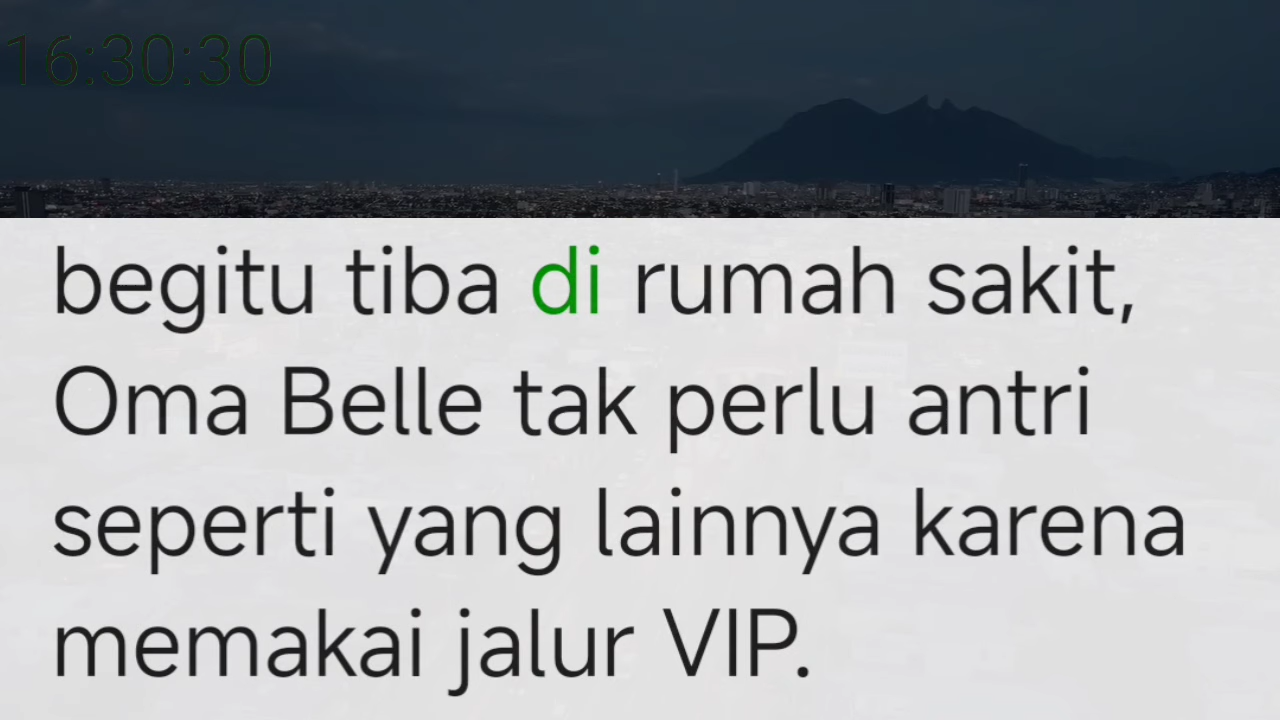 16:30:30
begitu tiba di rumah sakit,
Oma Belle tak perlu antri
seperti yang lainnya karena
memakai jalur VIP.